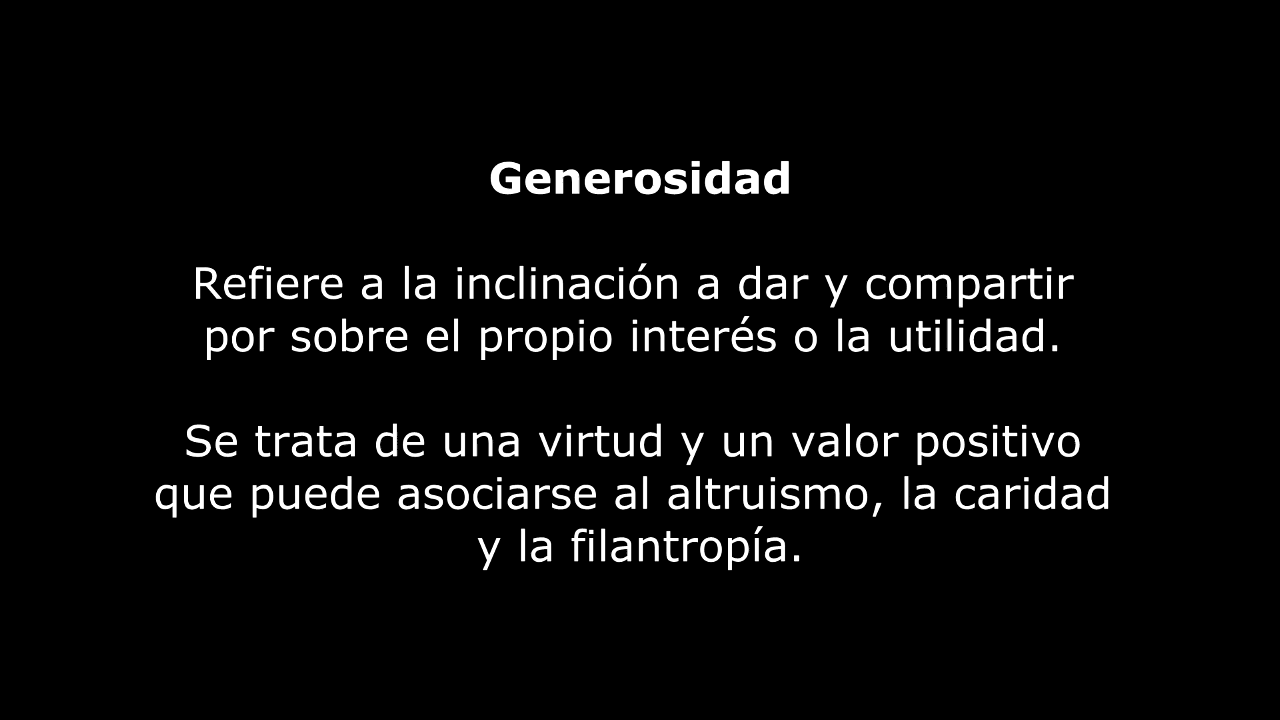 Generosidad
Refiere a la inclinación a dar y compartir
por sobre el propio interés o la utilidad.
Se trata de una virtud y un valor positivo
que puede asociarse al altruismo, la caridad
y la filantropía.